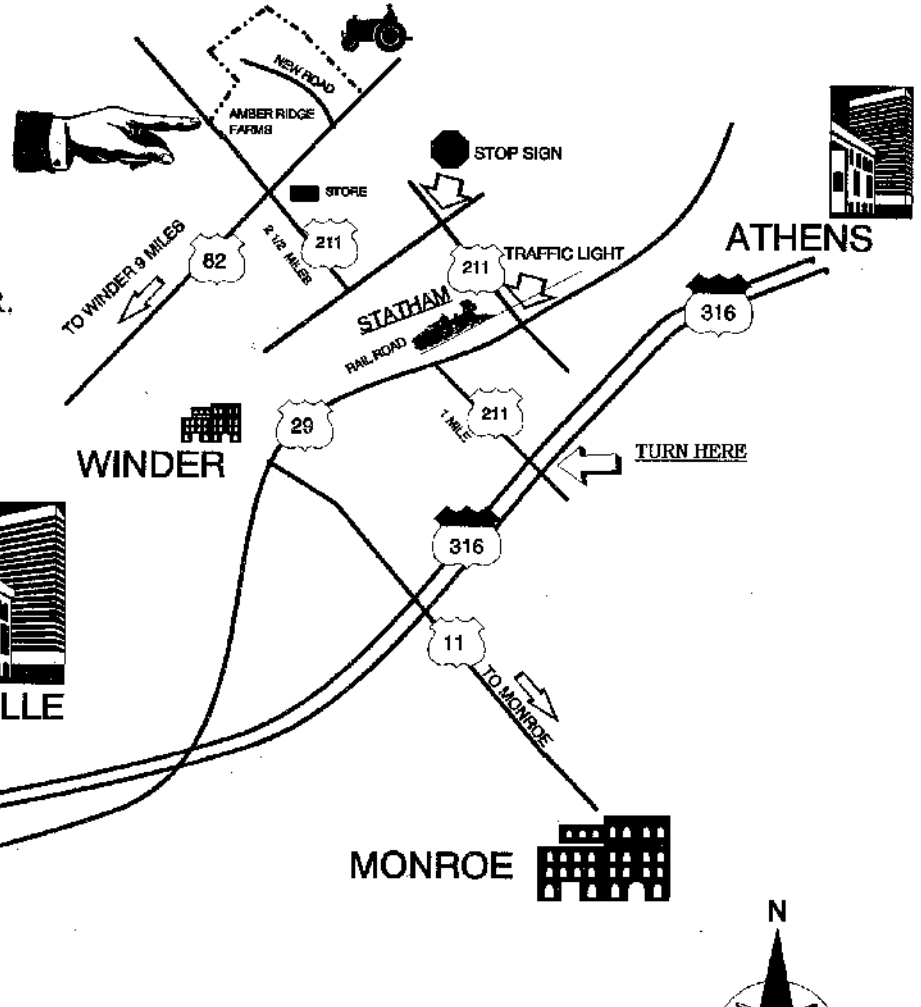 NEW ROAD
AMBER RIDGE
FARMS
STOP SIGN
STORE
211
2 1/2 MILES
TO WINDER 9 MILES
82
211
TRAFFIC LIGHT
ATHENS
316
STATHAM
RAIL ROAD
R.
29
211
1 MILE
TURN HERE
WINDER
316
11
TO MONROE
LLE
MONROE
N